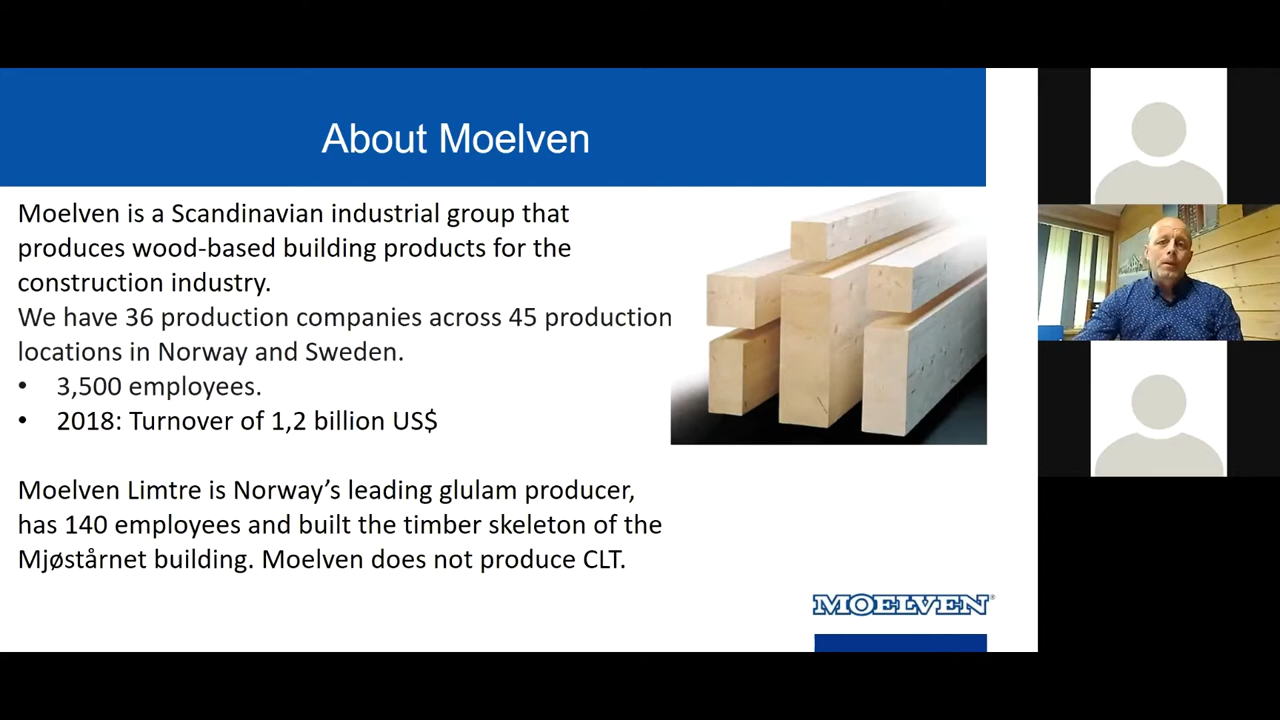 About Moelven
Moelven is a Scandinavian industrial group that
produces wood-based building products for the
construction industry.
We have 36 production companies across 45 production
locations in Norway and Sweden.
• 3,500 employees.
• 2018: Turnover of 1,2 billion US$
Moelven Limtre is Norway’s leading glulam producer,
has 140 employees and built the timber skeleton of the
Mjøstårnet building. Moelven does not produce CLT.
MOELVEN®